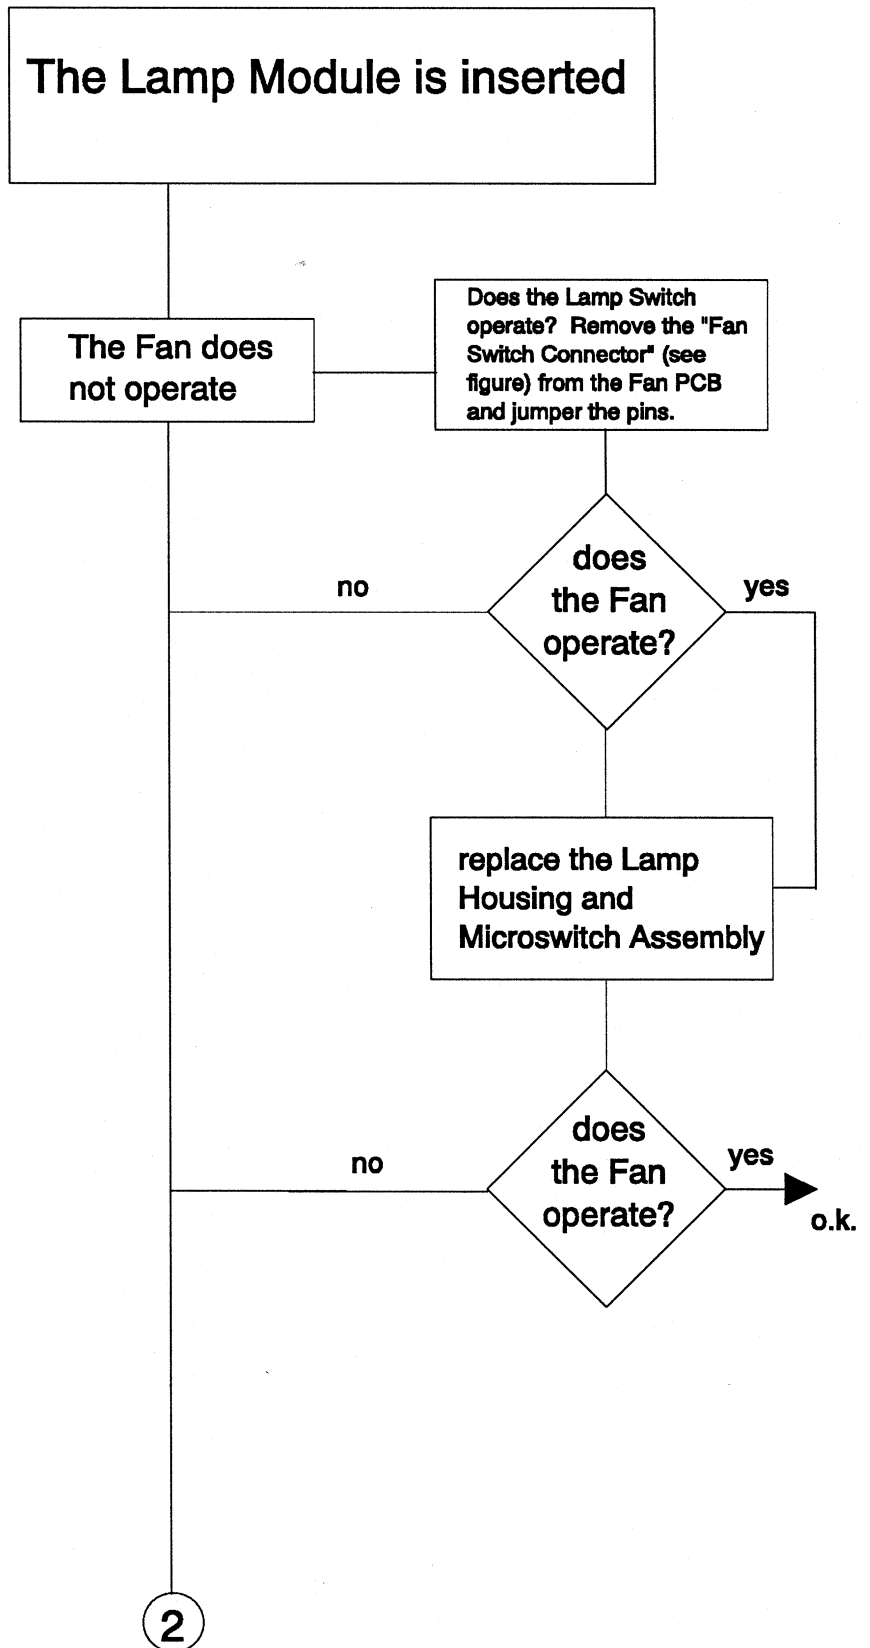 The Lamp Module is inserted
The Fan does
not operate
Does the Lamp Switch
operate? Remove the "Fan
Switch Connector" (see
figure) from the Fan PCB
and jumper the pins.
does
the Fan
operate?
no
yes
replace the Lamp
Housing and
Microswitch Assembly
does
the Fan
operate?
no
yes
o.k.
2